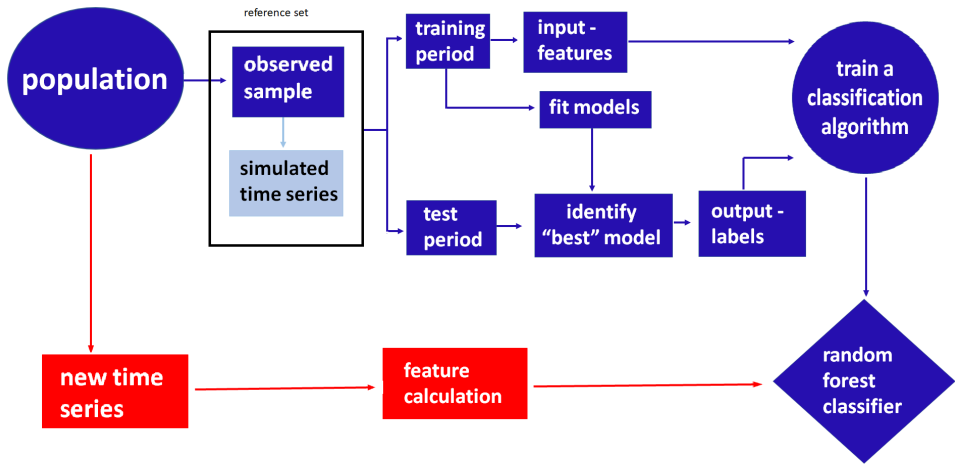 reference set
population
observed
sample
simulated
time series
training
period
input -
features
fit models
test
period
identify
“best” model
output -
labels
train a
classification
algorithm
new time
series
feature
calculation
random
forest
classifier